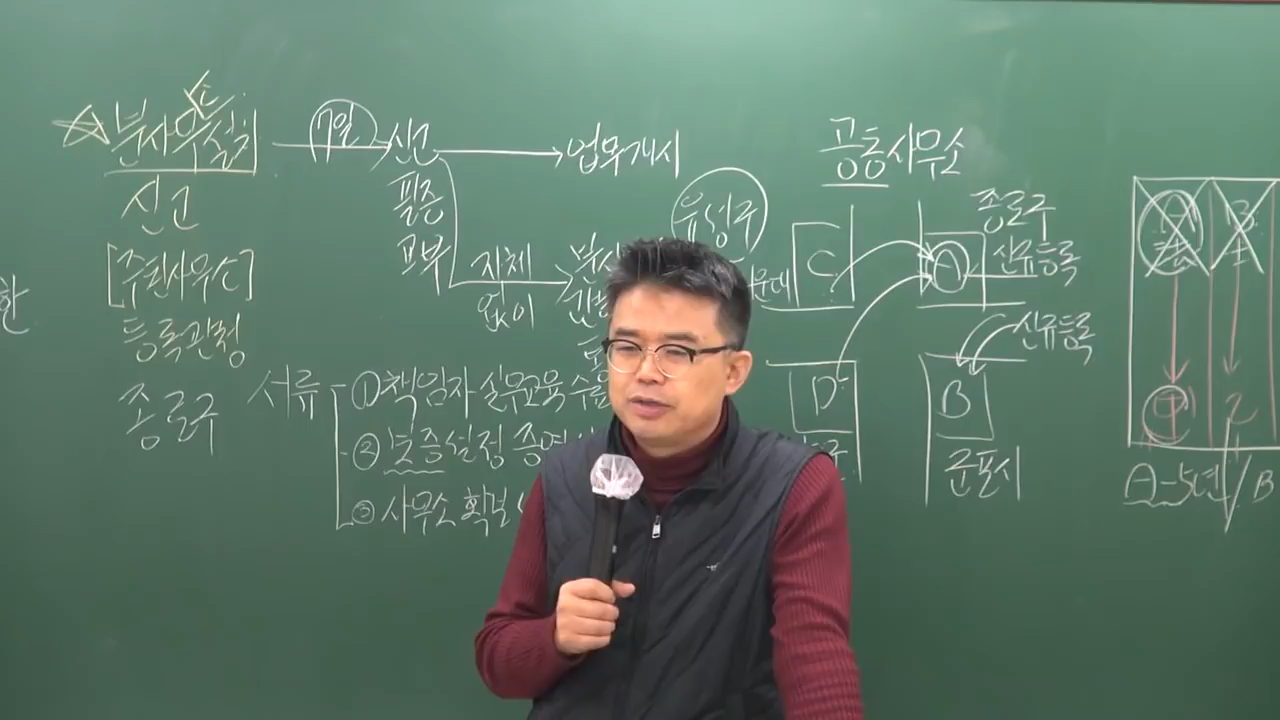 분사무소설치
신고
[주된사무소]
등록관청
종로구
7일
신고
필증
교부
업무개시
지체
없이
서류
① 책임자 실무교육 수료
② 보증설정 증명
③ 사무소 확보
공동사무소
유성구
C
D
A
종로구
신규등록
신규등록
B
군포시
A-5년/B
한